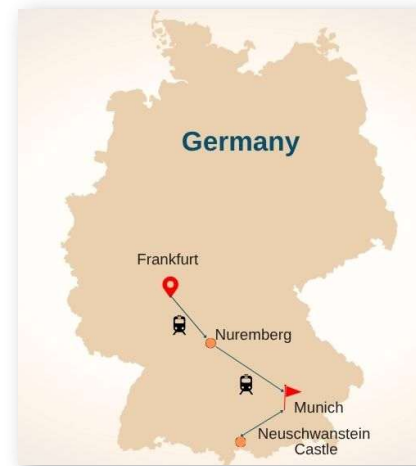 Germany
Frankfurt
Nuremberg
Munich
Neuschwanstein
Castle